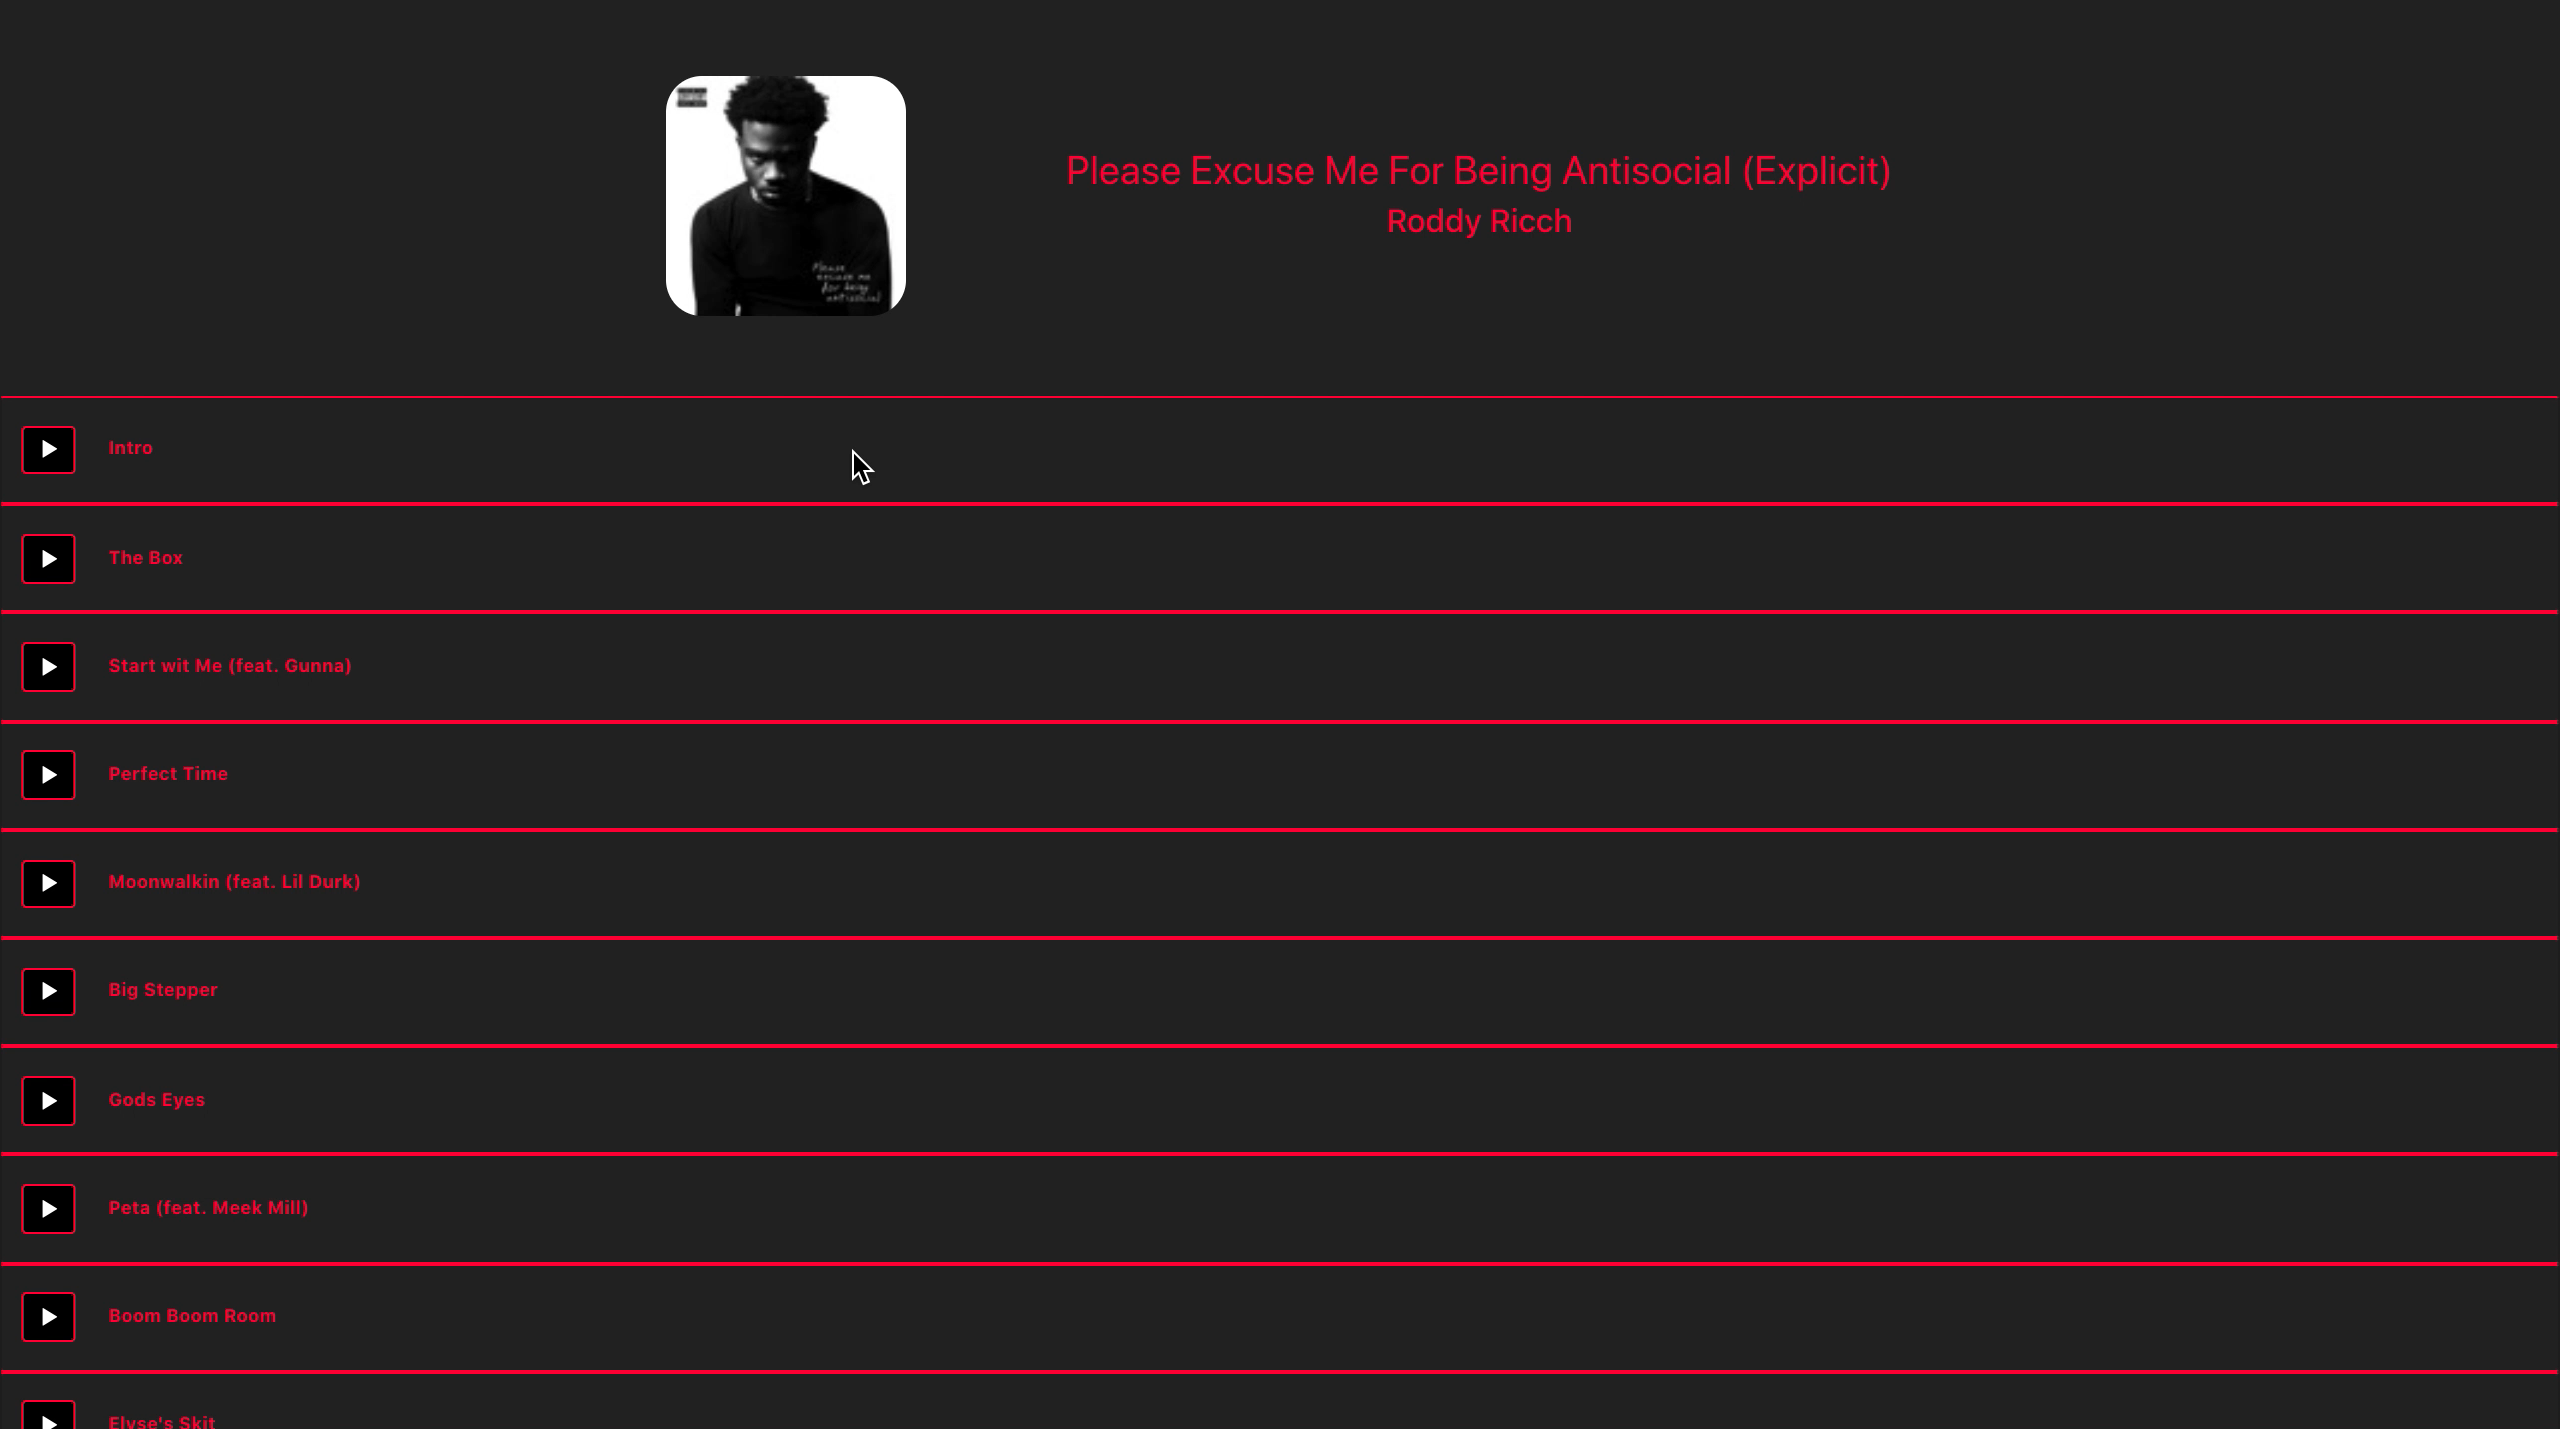 Please
excuse me
for being
antisocial
Please Excuse Me For Being Antisocial (Explicit)
Roddy Ricch
Intro
The Box
Start wit Me (feat. Gunna)
Perfect Time
Moonwalkin (feat. Lil Durk)
Big Stepper
Gods Eyes
Peta (feat. Meek Mill)
Boom Boom Room
Elyse's Skit